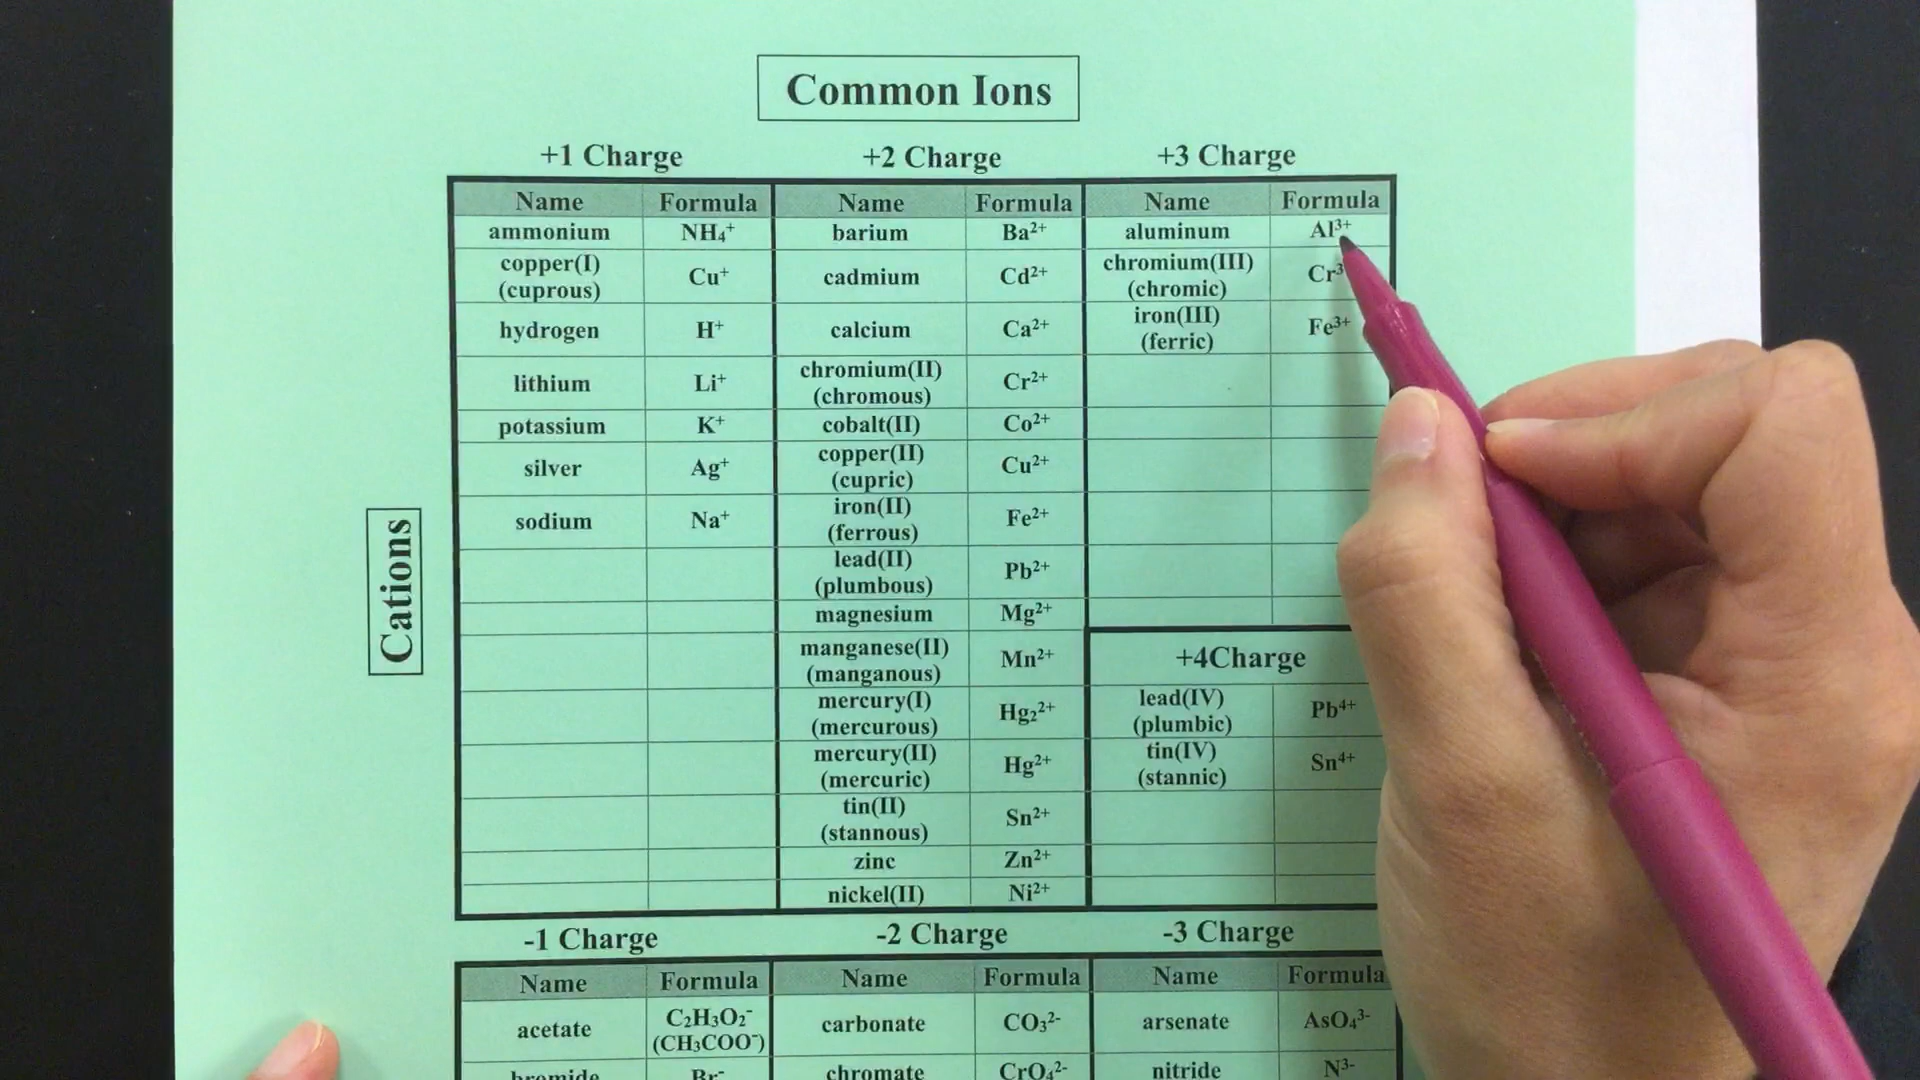 Common Ions
+1 Charge +2 Charge +3 Charge
Name Formula Name Formula Name Formula
ammonium NH₄⁺ barium Ba²⁺ aluminum Al³⁺
copper(I) (cuprous) Cu⁺ cadmium Cd²⁺ chromium(III) (chromic) Cr³
hydrogen H⁺ calcium Ca²⁺ iron(III) (ferric) Fe³⁺
lithium Li⁺ chromium(II) (chromous) Cr²⁺
potassium K⁺ cobalt(II) Co²⁺
silver Ag⁺ copper(II) (cupric) Cu²⁺
sodium Na⁺ iron(II) (ferrous) Fe²⁺
lead(II) (plumbous) Pb²⁺
magnesium Mg²⁺
Cations
manganese(II) (manganous) Mn²⁺ +4Charge
mercury(I) (mercurous) Hg₂²⁺ lead(IV) (plumbic) Pb⁴⁺
mercury(II) (mercuric) Hg²⁺ tin(IV) (stannic) Sn⁴⁺
tin(II) (stannous) Sn²⁺
zinc Zn²⁺
nickel(II) Ni²⁺
-1 Charge -2 Charge -3 Charge
Name Formula Name Formula Name Formula
acetate C₂H₃O₂⁻ (CH₃COO⁻) carbonate CO₃²⁻ arsenate AsO₄³⁻
bromide Br⁻ chromate CrO₄²⁻ nitride N³⁻